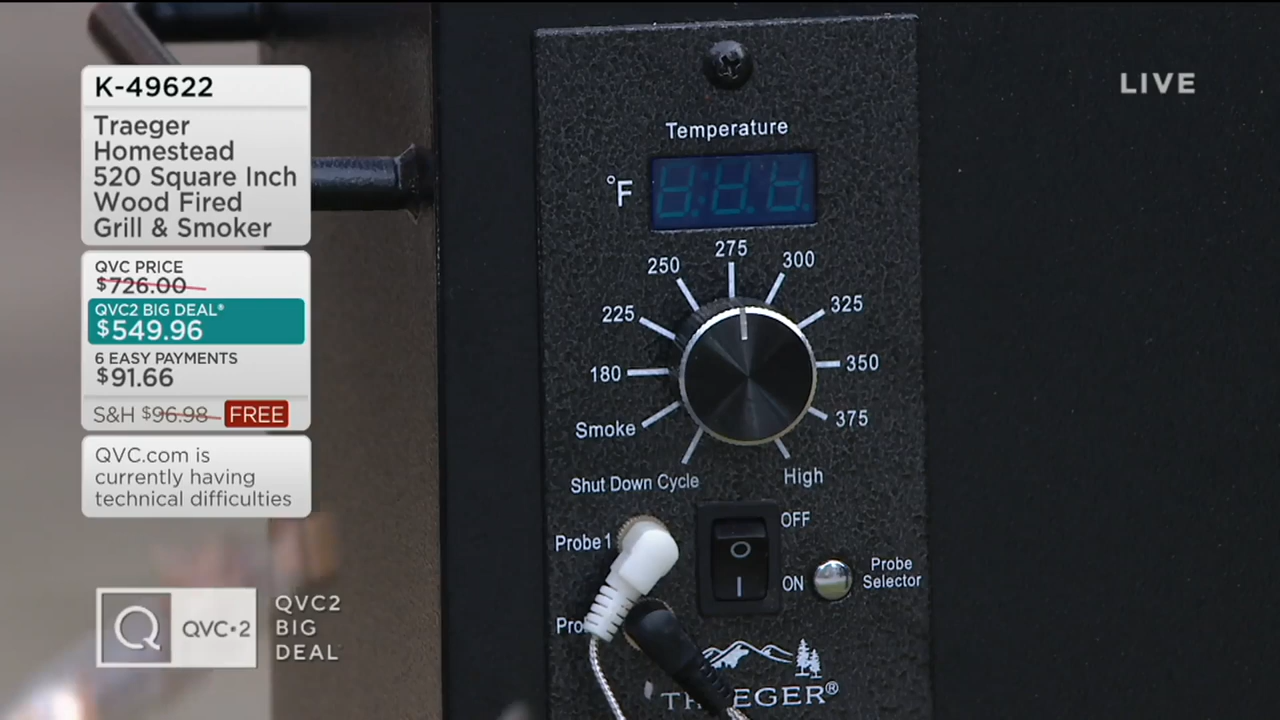 K-49622
Traeger
Homestead
520 Square Inch
Wood Fired
Grill & Smoker
QVC PRICE
$726.00
QVC2 BIG DEAL®
$549.96
6 EASY PAYMENTS
$91.66
S&H $96.98 FREE
QVC.com is
currently having
technical difficulties
Q QVC•2
QVC2
BIG
DEAL
LIVE
Temperature
°F
275
250
300
225
325
180
350
Smoke
375
Shut Down Cycle
High
OFF
Probe 1
ON
Probe
Selector